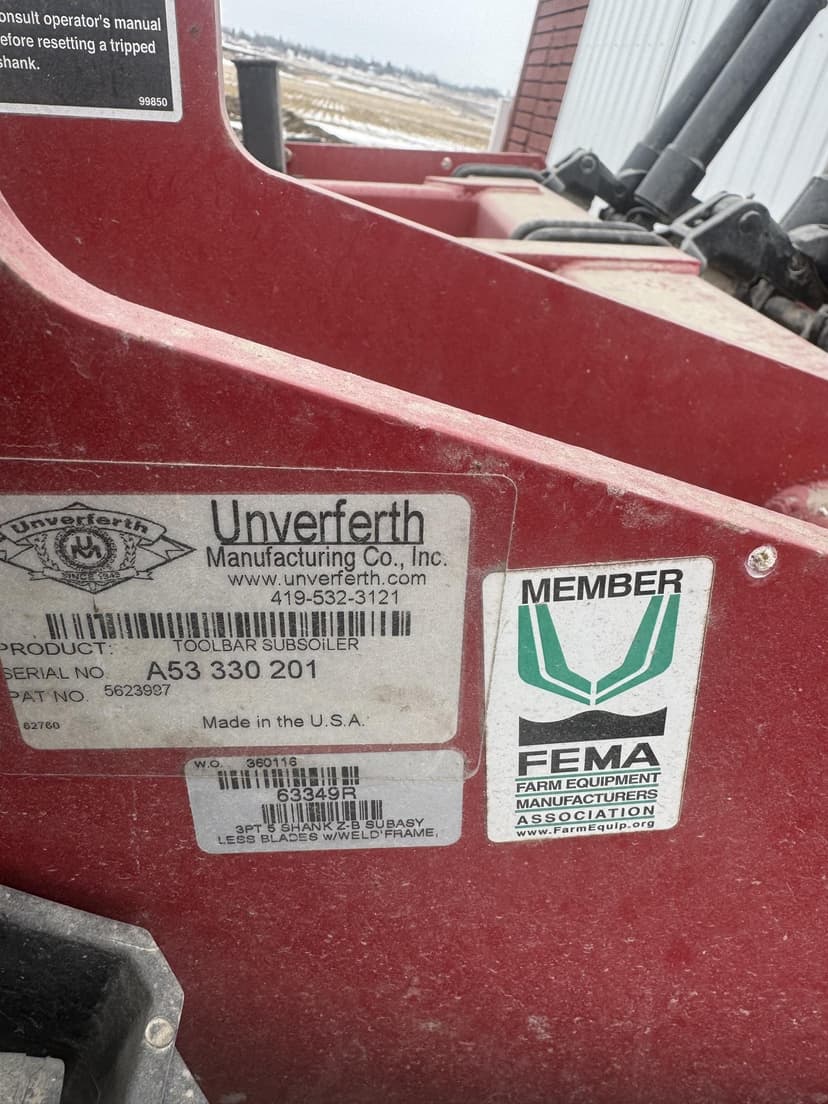 onsult operator's manual
efore resetting a tripped
shank.
99850
Unverferth
SINCE 1948
Unverferth
Manufacturing Co., Inc.
www.unverferth.com
419-532-3121
PRODUCT: TOOLBAR SUBSOiLER
SERIAL NO. A53 330 201
PAT NO. 5623997
62760 Made in the U.S.A.
W.O. 360116
63349R
3PT 5 SHANK Z-B SUBASY
LESS BLADES w/WELD'FRAME,
MEMBER
FEMA
FARM EQUIPMENT
MANUFACTURERS
ASSOCIATION
www.FarmEquip.org